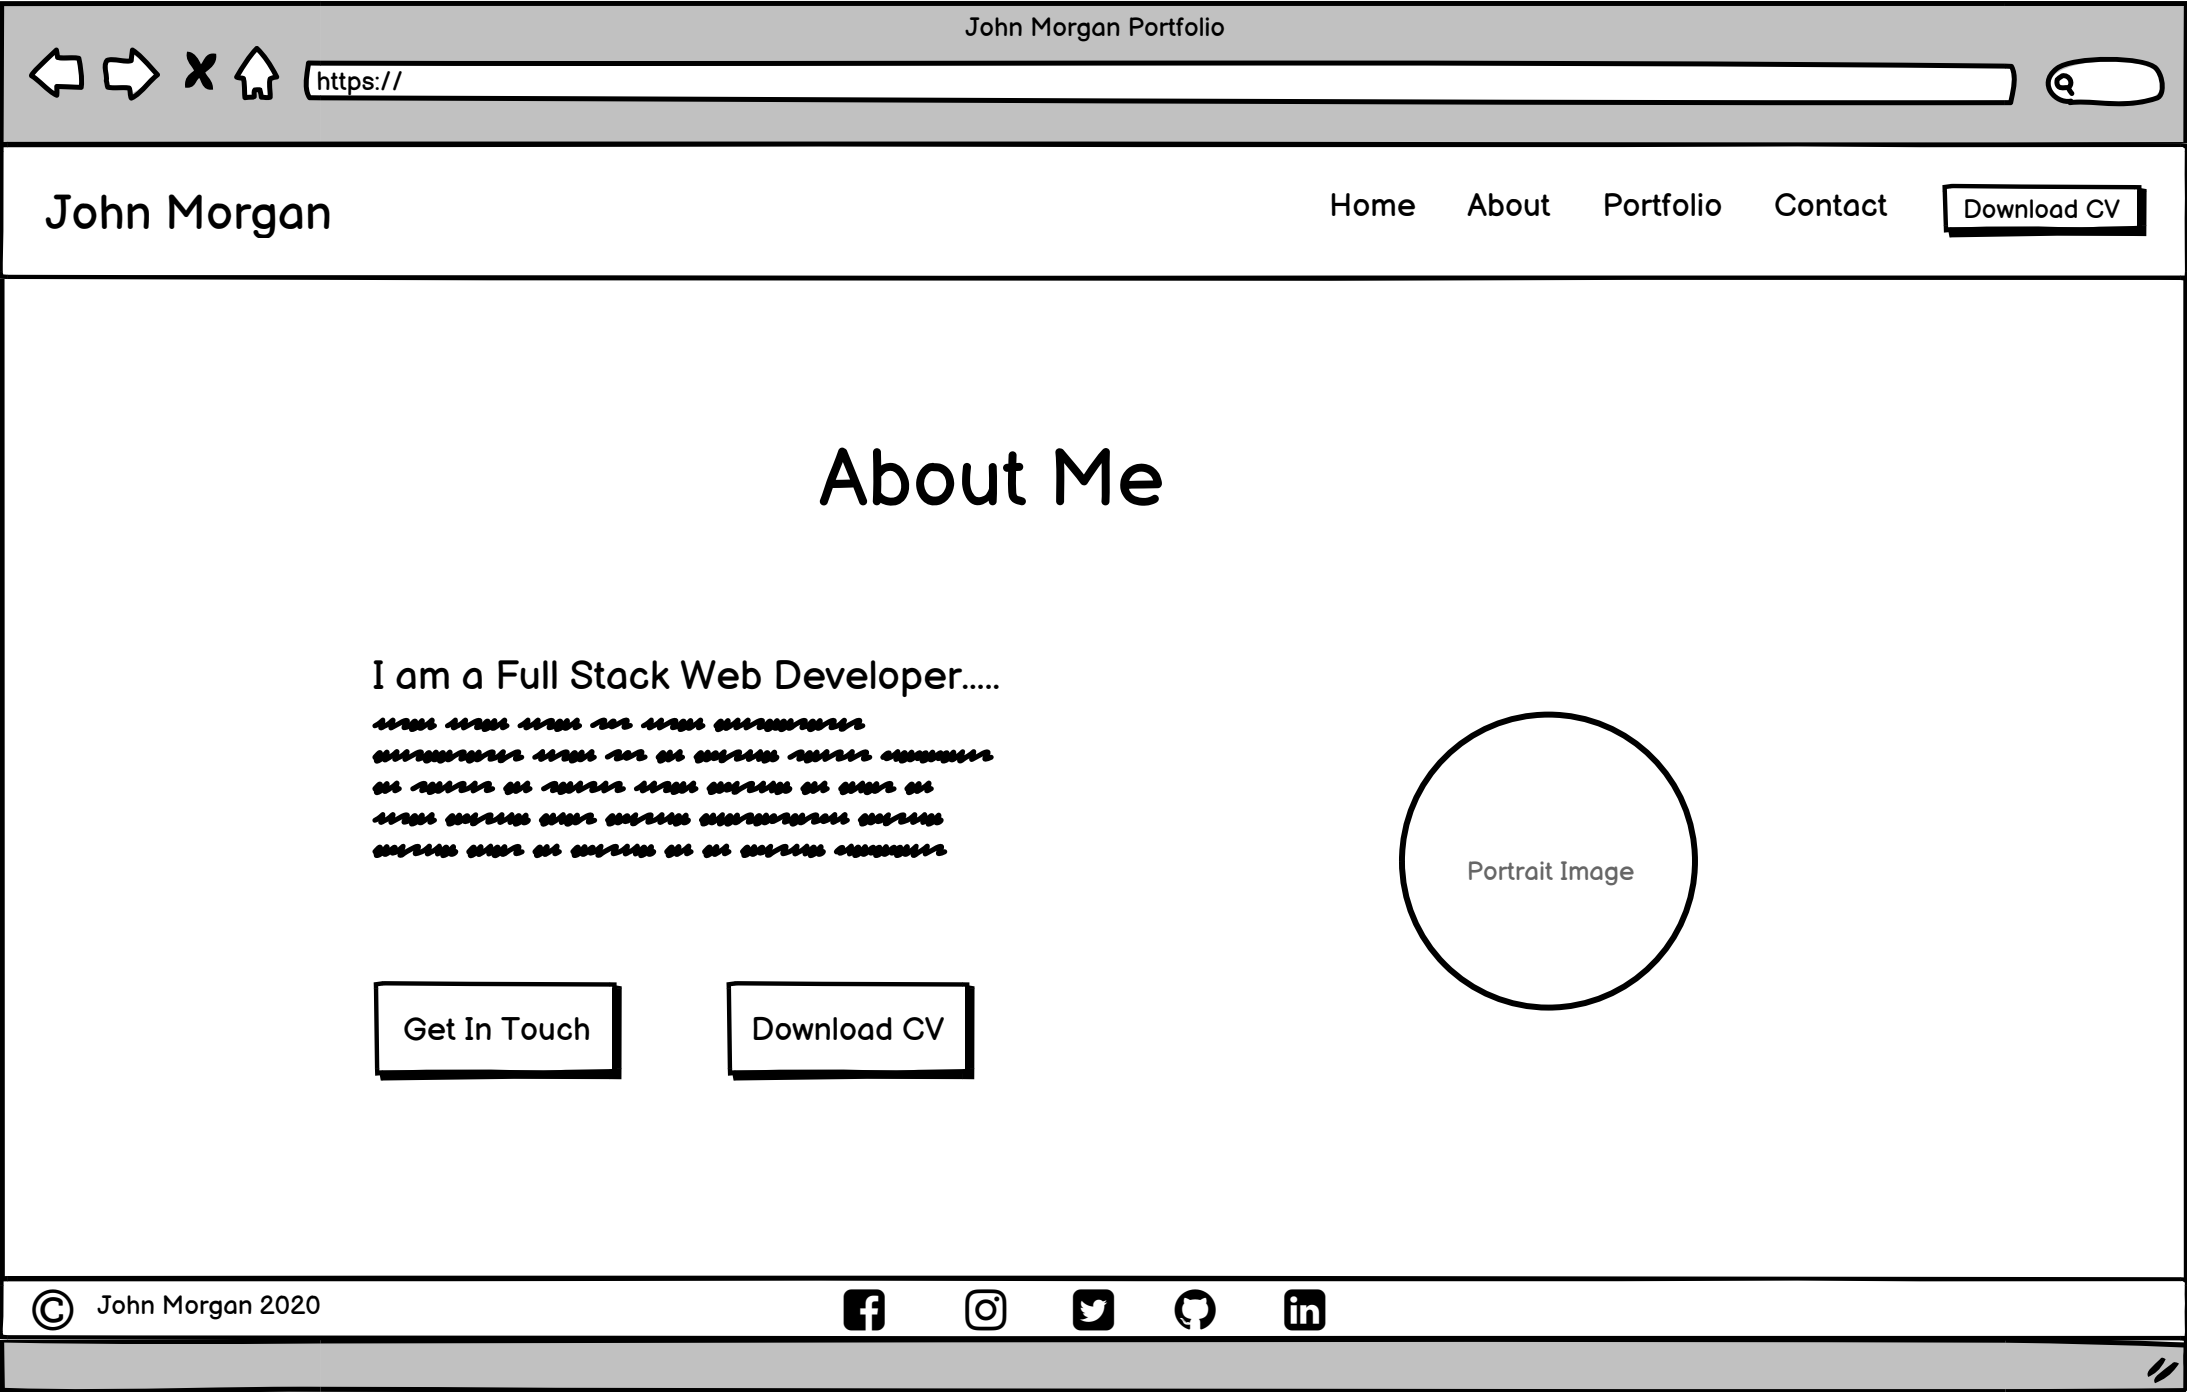 John Morgan Portfolio
https://
John Morgan
Home About Portfolio Contact Download CV
About Me
I am a Full Stack Web Developer.....
Portrait Image
Get In Touch Download CV
© John Morgan 2020